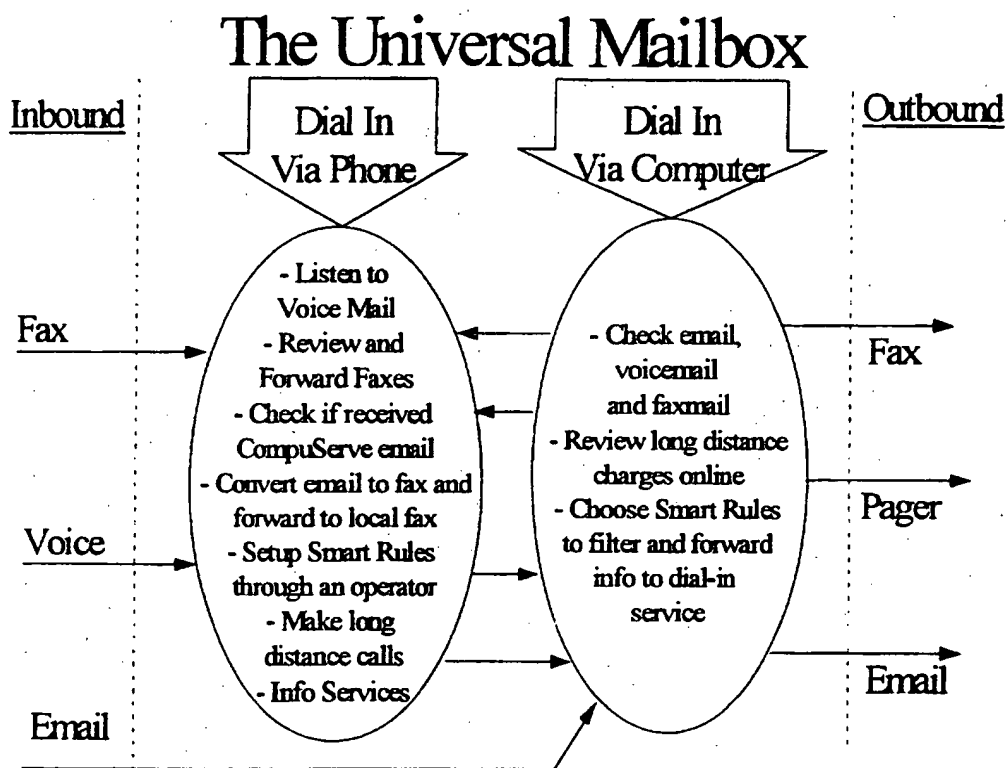 The Universal Mailbox
Inbound
Dial In
Via Phone
Dial In
Via Computer
Outbound
Fax
Voice
Email
- Listen to
Voice Mail
- Review and
Forward Faxes
- Check if received
CompuServe email
- Convert email to fax and
forward to local fax
- Setup Smart Rules
through an operator
- Make long
distance calls
- Info Services
- Check email,
voicemail
and faxmail
- Review long distance
charges online
- Choose Smart Rules
to filter and forward
info to dial-in
service
Fax
Pager
Email